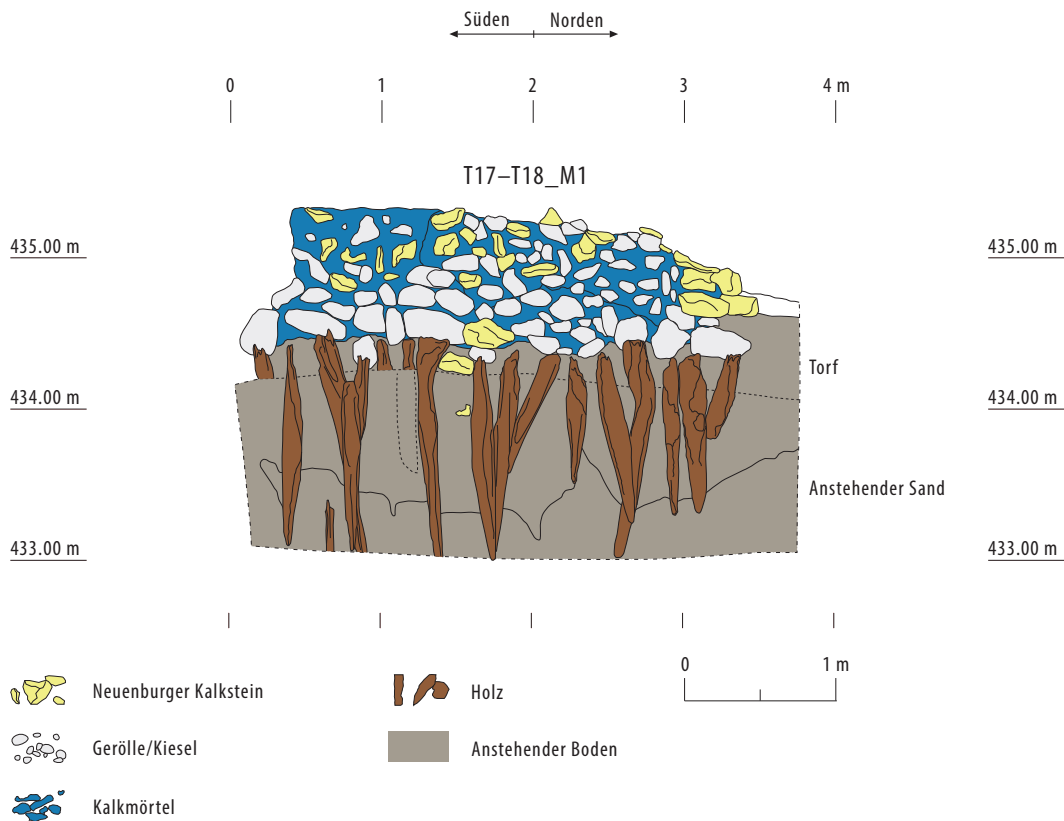 Süden Norden
0 1 2 3 4 m
T17–T18_M1
435.00 m 435.00 m
Torf
434.00 m 434.00 m
Anstehender Sand
433.00 m 433.00 m
0 1 m
Neuenburger Kalkstein Holz
Gerölle/Kiesel Anstehender Boden
Kalkmörtel